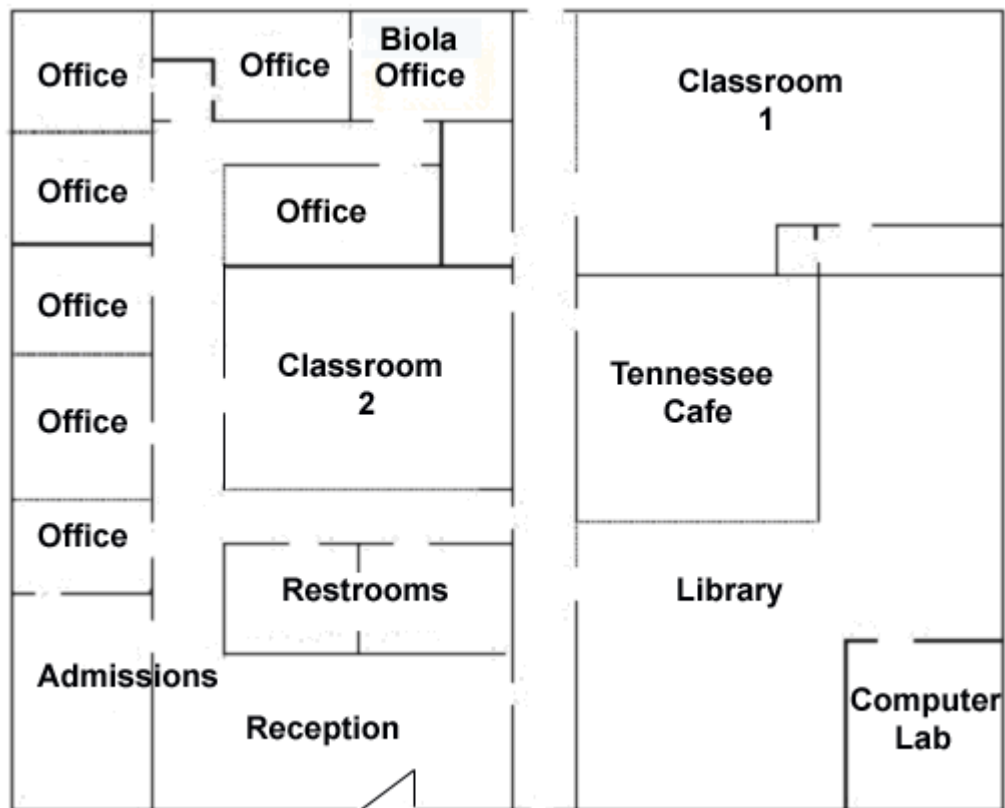 Office
Office
Biola
Office
Classroom
1
Office
Office
Office
Classroom
2
Tennessee
Cafe
Office
Office
Restrooms
Library
Admissions
Reception
Computer
Lab